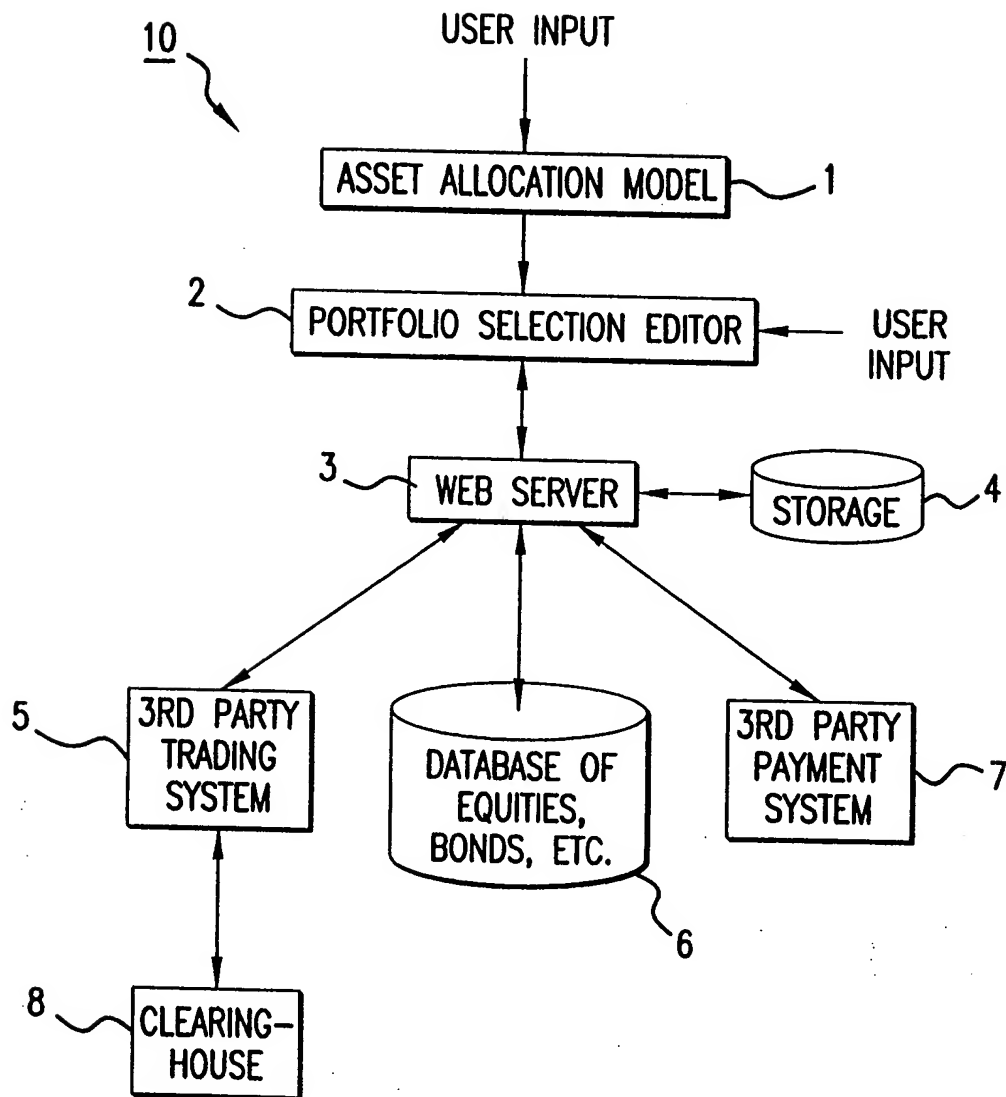 USER INPUT
10
ASSET ALLOCATION MODEL
1
2
PORTFOLIO SELECTION EDITOR
USER
INPUT
3
WEB SERVER
STORAGE
4
5
3RD PARTY
TRADING
SYSTEM
DATABASE OF
EQUITIES,
BONDS, ETC.
3RD PARTY
PAYMENT
SYSTEM
7
6
8
CLEARING-
HOUSE